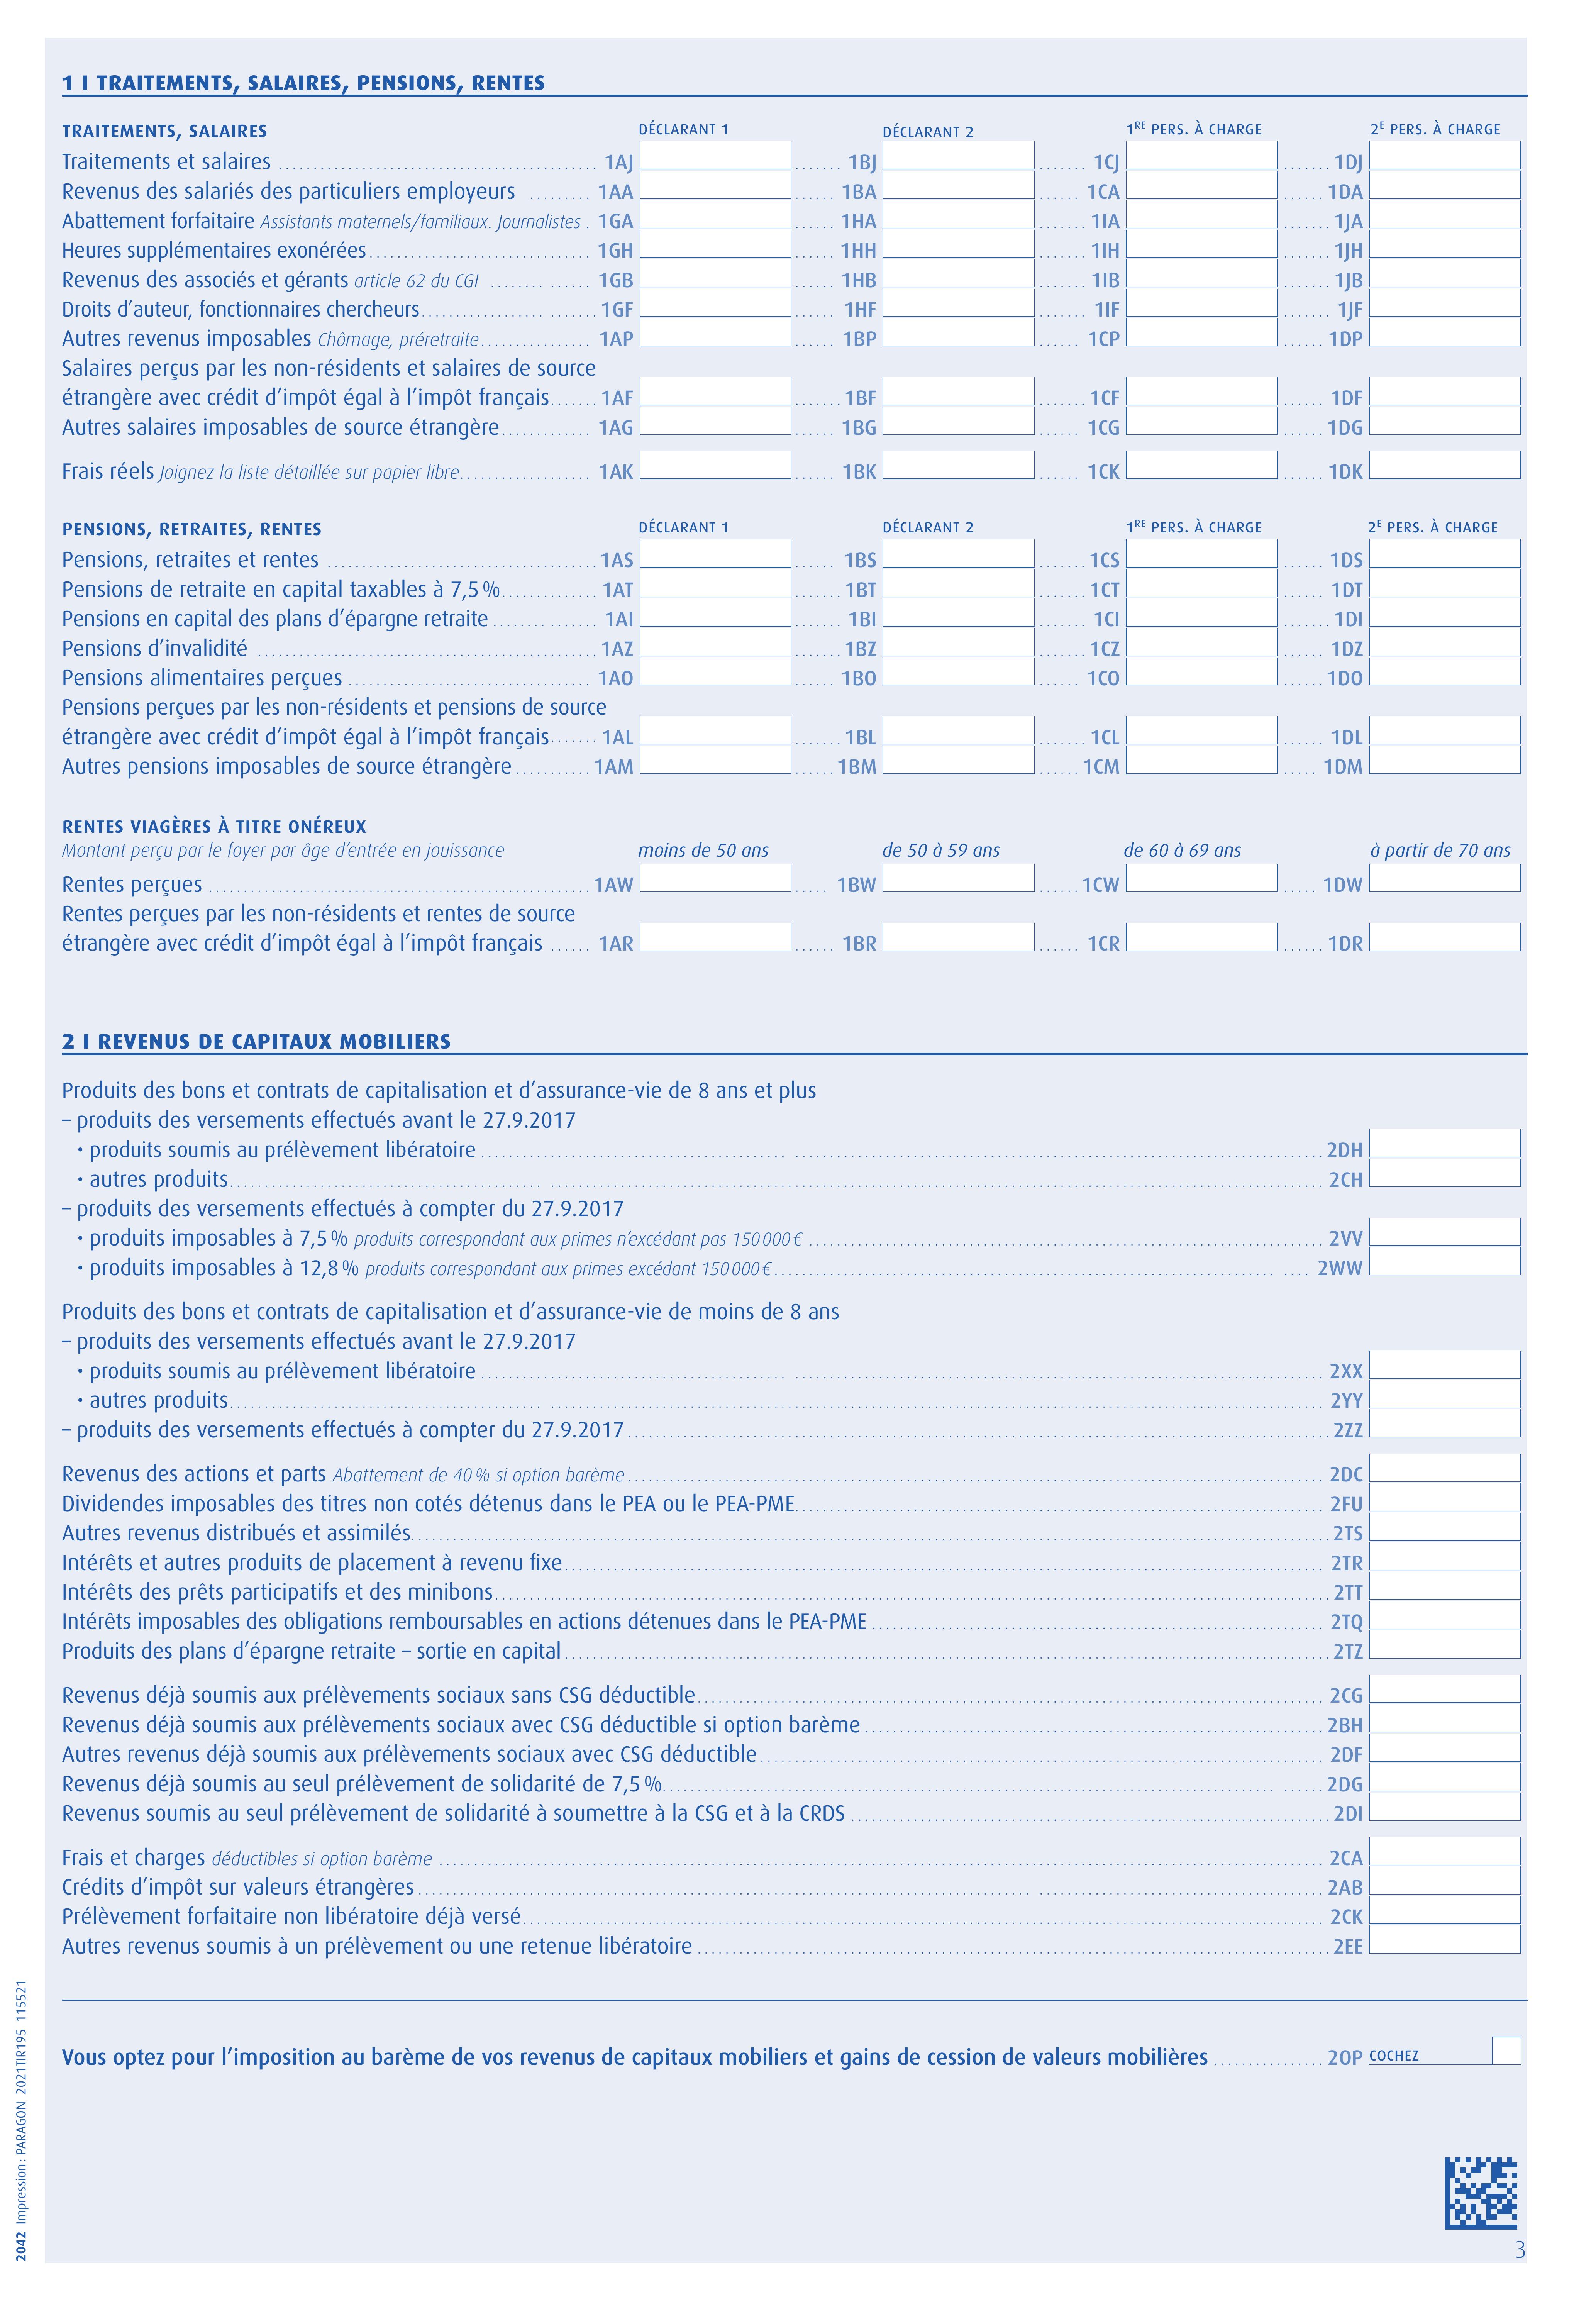 1 I TRAITEMENTS, SALAIRES, PENSIONS, RENTES
TRAITEMENTS, SALAIRES DÉCLARANT 1 DÉCLARANT 2 1RE PERS. À CHARGE 2E PERS. À CHARGE
Traitements et salaires 1AJ 1BJ 1CJ 1DJ
Revenus des salariés des particuliers employeurs 1AA 1BA 1CA 1DA
Abattement forfaitaire Assistants maternels/familiaux. Journalistes 1GA 1HA 1IA 1JA
Heures supplémentaires exonérées 1GH 1HH 1IH 1JH
Revenus des associés et gérants article 62 du CGI 1GB 1HB 1IB 1JB
Droits d'auteur, fonctionnaires chercheurs 1GF 1HF 1IF 1JF
Autres revenus imposables Chômage, préretraite 1AP 1BP 1CP 1DP
Salaires perçus par les non-résidents et salaires de source
étrangère avec crédit d'impôt égal à l'impôt français 1AF 1BF 1CF 1DF
Autres salaires imposables de source étrangère 1AG 1BG 1CG 1DG
Frais réels Joignez la liste détaillée sur papier libre 1AK 1BK 1CK 1DK
PENSIONS, RETRAITES, RENTES DÉCLARANT 1 DÉCLARANT 2 1RE PERS. À CHARGE 2E PERS. À CHARGE
Pensions, retraites et rentes 1AS 1BS 1CS 1DS
Pensions de retraite en capital taxables à 7,5 % 1AT 1BT 1CT 1DT
Pensions en capital des plans d'épargne retraite 1AI 1BI 1CI 1DI
Pensions d'invalidité 1AZ 1BZ 1CZ 1DZ
Pensions alimentaires perçues 1AO 1BO 1CO 1DO
Pensions perçues par les non-résidents et pensions de source
étrangère avec crédit d'impôt égal à l'impôt français 1AL 1BL 1CL 1DL
Autres pensions imposables de source étrangère 1AM 1BM 1CM 1DM
RENTES VIAGÈRES À TITRE ONÉREUX
Montant perçu par le foyer par âge d'entrée en jouissance moins de 50 ans de 50 à 59 ans de 60 à 69 ans à partir de 70 ans
Rentes perçues 1AW 1BW 1CW 1DW
Rentes perçues par les non-résidents et rentes de source
étrangère avec crédit d'impôt égal à l'impôt français 1AR 1BR 1CR 1DR
2 I REVENUS DE CAPITAUX MOBILIERS
Produits des bons et contrats de capitalisation et d'assurance-vie de 8 ans et plus
– produits des versements effectués avant le 27.9.2017
• produits soumis au prélèvement libératoire 2DH
• autres produits 2CH
– produits des versements effectués à compter du 27.9.2017
• produits imposables à 7,5 % produits correspondant aux primes n'excédant pas 150 000 € 2VV
• produits imposables à 12,8 % produits correspondant aux primes excédant 150 000 € 2WW
Produits des bons et contrats de capitalisation et d'assurance-vie de moins de 8 ans
– produits des versements effectués avant le 27.9.2017
• produits soumis au prélèvement libératoire 2XX
• autres produits 2YY
– produits des versements effectués à compter du 27.9.2017 2ZZ
Revenus des actions et parts Abattement de 40 % si option barème 2DC
Dividendes imposables des titres non cotés détenus dans le PEA ou le PEA-PME 2FU
Autres revenus distribués et assimilés 2TS
Intérêts et autres produits de placement à revenu fixe 2TR
Intérêts des prêts participatifs et des minibons 2TT
Intérêts imposables des obligations remboursables en actions détenues dans le PEA-PME 2TQ
Produits des plans d'épargne retraite – sortie en capital 2TZ
Revenus déjà soumis aux prélèvements sociaux sans CSG déductible 2CG
Revenus déjà soumis aux prélèvements sociaux avec CSG déductible si option barème 2BH
Autres revenus déjà soumis aux prélèvements sociaux avec CSG déductible 2DF
Revenus déjà soumis au seul prélèvement de solidarité de 7,5 % 2DG
Revenus soumis au seul prélèvement de solidarité à soumettre à la CSG et à la CRDS 2DI
Frais et charges déductibles si option barème 2CA
Crédits d'impôt sur valeurs étrangères 2AB
Prélèvement forfaitaire non libératoire déjà versé 2CK
Autres revenus soumis à un prélèvement ou une retenue libératoire 2EE
Vous optez pour l'imposition au barème de vos revenus de capitaux mobiliers et gains de cession de valeurs mobilières 2OP COCHEZ
2042 Impression : PARAGON 2021TIR195 115521
3